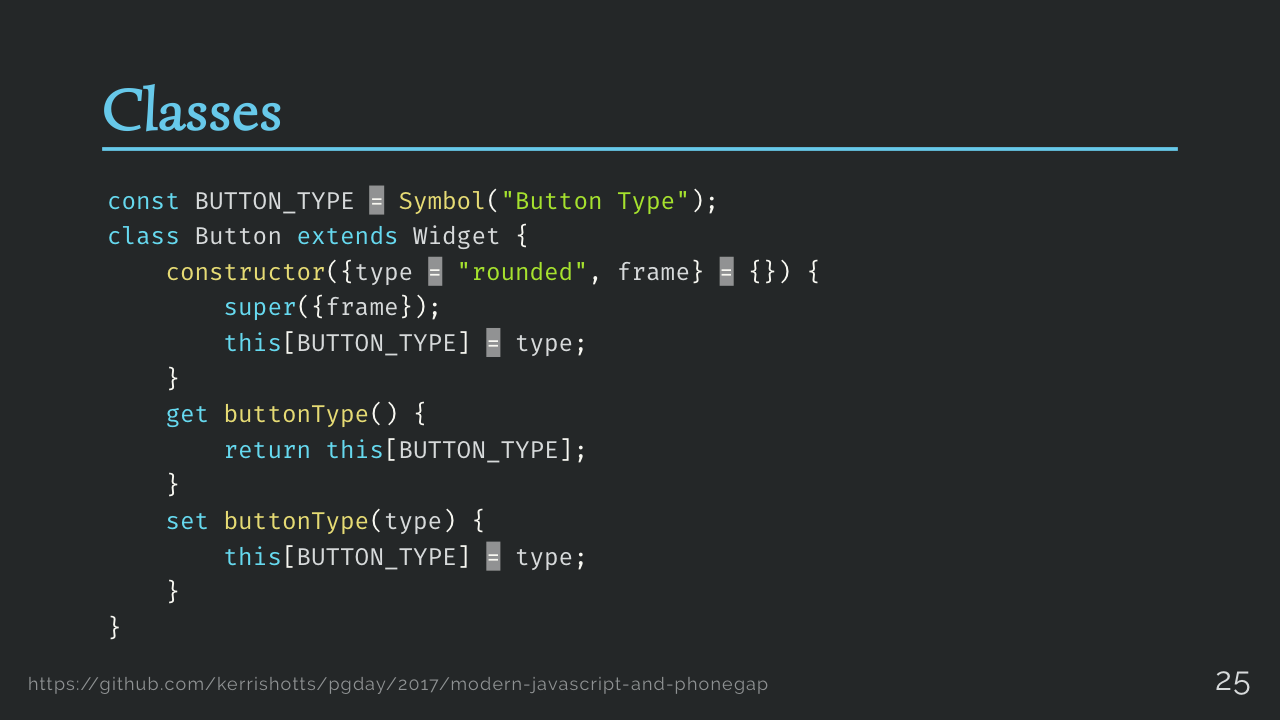 Classes
const BUTTON_TYPE = Symbol("Button Type");
class Button extends Widget {
    constructor({type = "rounded", frame} = {}) {
        super({frame});
        this[BUTTON_TYPE] = type;
    }
    get buttonType() {
        return this[BUTTON_TYPE];
    }
    set buttonType(type) {
        this[BUTTON_TYPE] = type;
    }
}
https://github.com/kerrishotts/pgday/2017/modern-javascript-and-phonegap
25